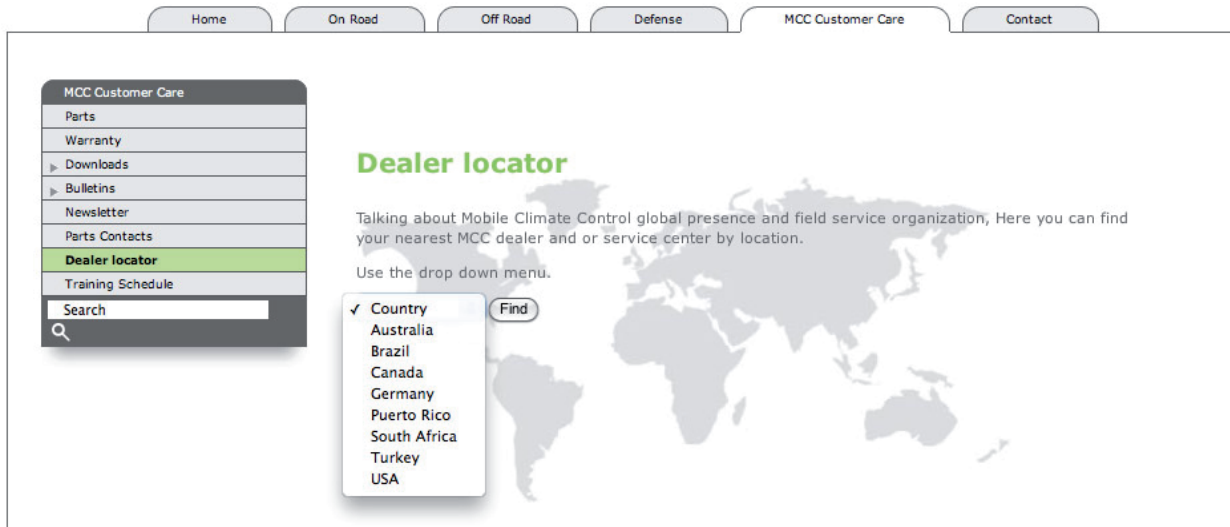 Home
On Road
Off Road
Defense
MCC Customer Care
Contact
MCC Customer Care
Parts
Warranty
Downloads
Bulletins
Newsletter
Parts Contacts
Dealer locator
Training Schedule
Search
Dealer locator
Talking about Mobile Climate Control global presence and field service organization, Here you can find
your nearest MCC dealer and or service center by location.
Use the drop down menu.
✓ Country
Find
Australia
Brazil
Canada
Germany
Puerto Rico
South Africa
Turkey
USA